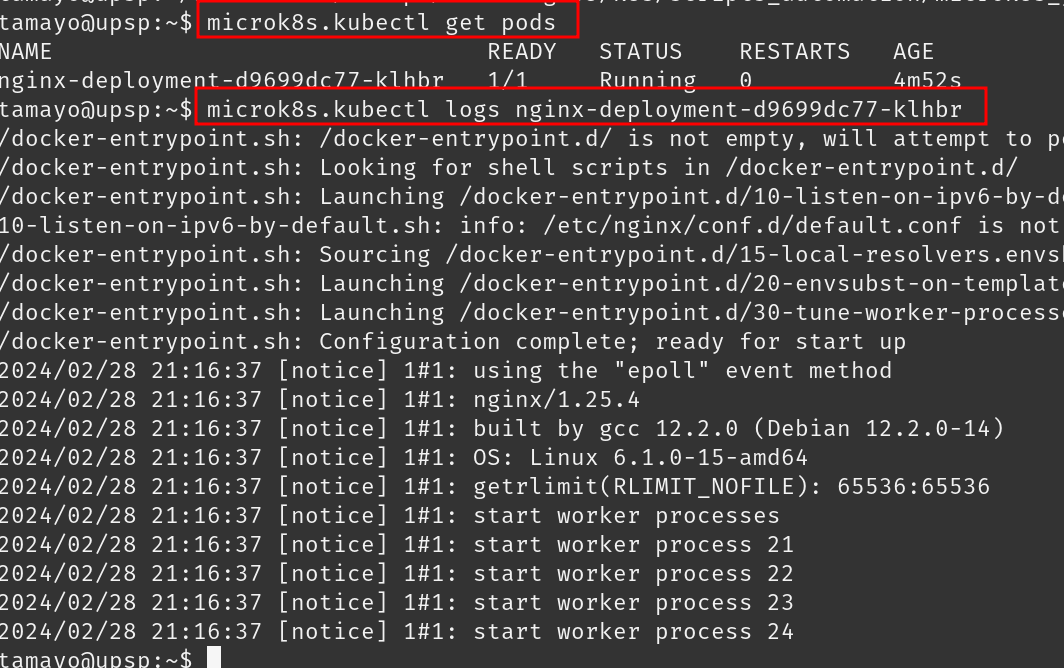 tamayo@upsp:~$ microk8s.kubectl get pods
NAME READY STATUS RESTARTS AGE
nginx-deployment-d9699dc77-klhbr 1/1 Running 0 4m52s
tamayo@upsp:~$ microk8s.kubectl logs nginx-deployment-d9699dc77-klhbr
/docker-entrypoint.sh: /docker-entrypoint.d/ is not empty, will attempt to
/docker-entrypoint.sh: Looking for shell scripts in /docker-entrypoint.d/
/docker-entrypoint.sh: Launching /docker-entrypoint.d/10-listen-on-ipv6-by-d
10-listen-on-ipv6-by-default.sh: info: /etc/nginx/conf.d/default.conf is not
/docker-entrypoint.sh: Sourcing /docker-entrypoint.d/15-local-resolvers.envs
/docker-entrypoint.sh: Launching /docker-entrypoint.d/20-envsubst-on-templat
/docker-entrypoint.sh: Launching /docker-entrypoint.d/30-tune-worker-process
/docker-entrypoint.sh: Configuration complete; ready for start up
2024/02/28 21:16:37 [notice] 1#1: using the "epoll" event method
2024/02/28 21:16:37 [notice] 1#1: nginx/1.25.4
2024/02/28 21:16:37 [notice] 1#1: built by gcc 12.2.0 (Debian 12.2.0-14)
2024/02/28 21:16:37 [notice] 1#1: OS: Linux 6.1.0-15-amd64
2024/02/28 21:16:37 [notice] 1#1: getrlimit(RLIMIT_NOFILE): 65536:65536
2024/02/28 21:16:37 [notice] 1#1: start worker processes
2024/02/28 21:16:37 [notice] 1#1: start worker process 21
2024/02/28 21:16:37 [notice] 1#1: start worker process 22
2024/02/28 21:16:37 [notice] 1#1: start worker process 23
2024/02/28 21:16:37 [notice] 1#1: start worker process 24
tamayo@upsp:~$